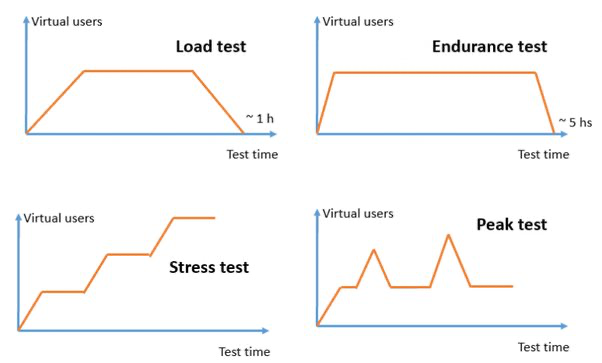 Virtual users
Load test
~ 1 h
Test time
Virtual users
Endurance test
~ 5 hs
Test time
Virtual users
Stress test
Test time
Virtual users
Peak test
Test time